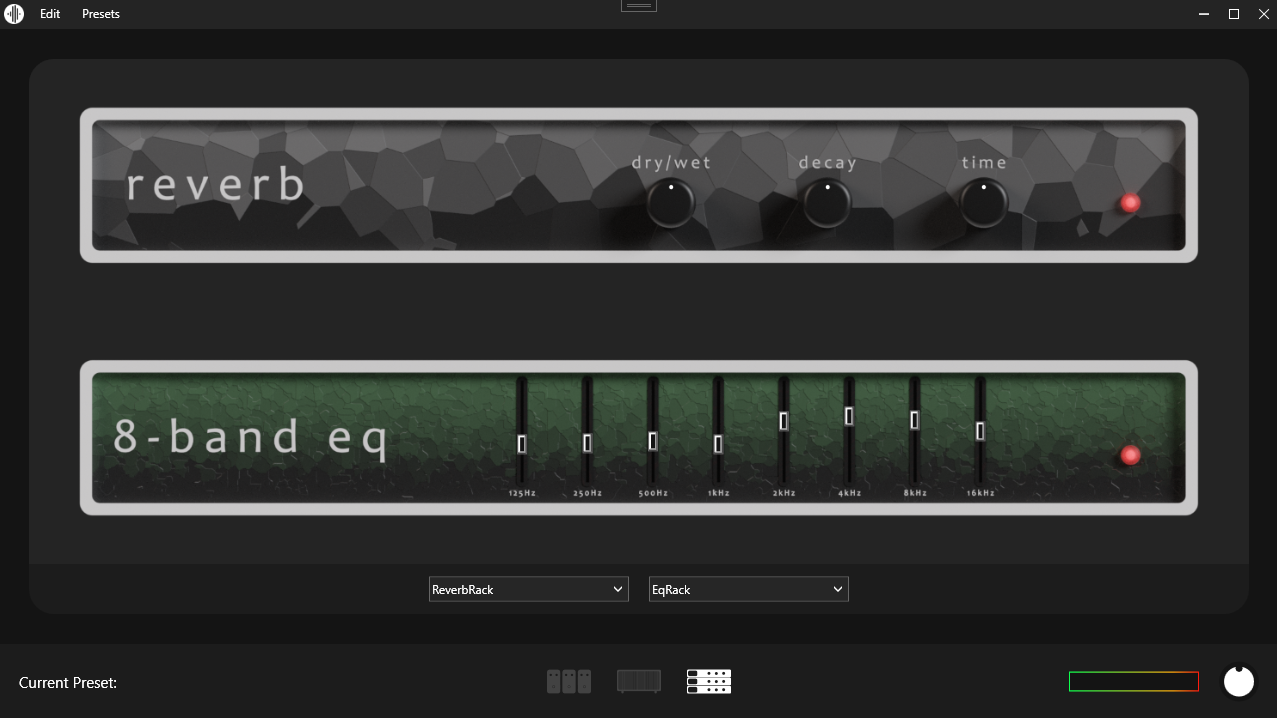 Edit Presets
reverb
dry/wet decay time
8-band eq
125Hz 250Hz 500Hz 1kHz 2kHz 4kHz 8kHz 16kHz
ReverbRack EqRack
Current Preset: